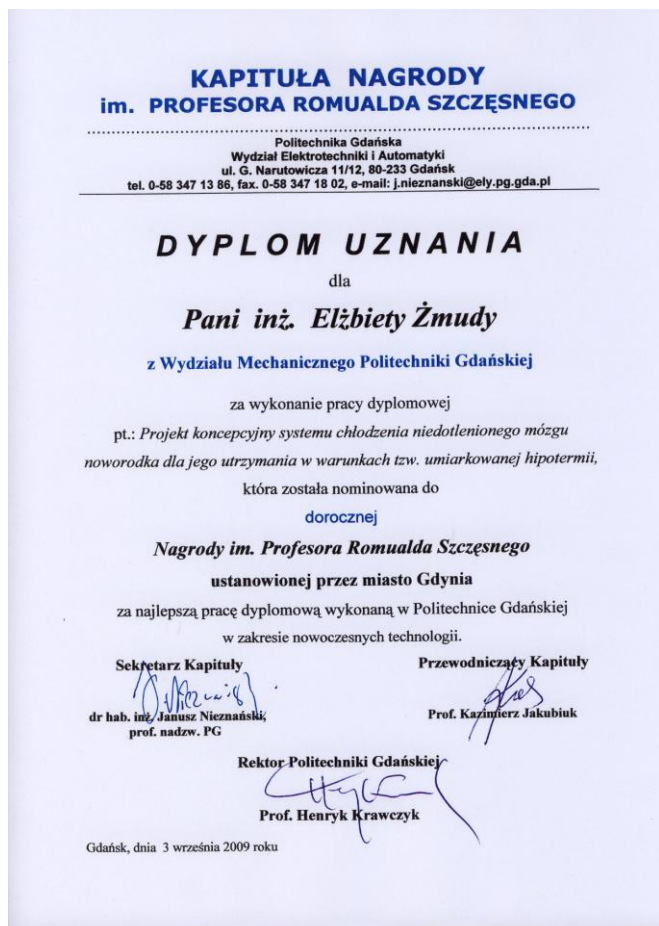 KAPITUŁA NAGRODY
im. PROFESORA ROMUALDA SZCZĘSNEGO
Politechnika Gdańska
Wydział Elektrotechniki i Automatyki
ul. G. Narutowicza 11/12, 80-233 Gdańsk
tel. 0-58 347 13 86, fax. 0-58 347 18 02, e-mail: j.nieznanski@ely.pg.gda.pl
DYPLOM UZNANIA
dla
Pani inż. Elżbiety Żmudy
z Wydziału Mechanicznego Politechniki Gdańskiej
za wykonanie pracy dyplomowej
pt.: Projekt koncepcyjny systemu chłodzenia niedotlenionego mózgu
noworodka dla jego utrzymania w warunkach tzw. umiarkowanej hipotermii,
która została nominowana do
dorocznej
Nagrody im. Profesora Romualda Szczęsnego
ustanowionej przez miasto Gdynia
za najlepszą pracę dyplomową wykonaną w Politechnice Gdańskiej
w zakresie nowoczesnych technologii.
Sekretarz Kapituły
dr hab. inż. Janusz Nieznański,
prof. nadzw. PG
Przewodniczący Kapituły
Prof. Kazimierz Jakubiuk
Rektor Politechniki Gdańskiej
Prof. Henryk Krawczyk
Gdańsk, dnia 3 września 2009 roku